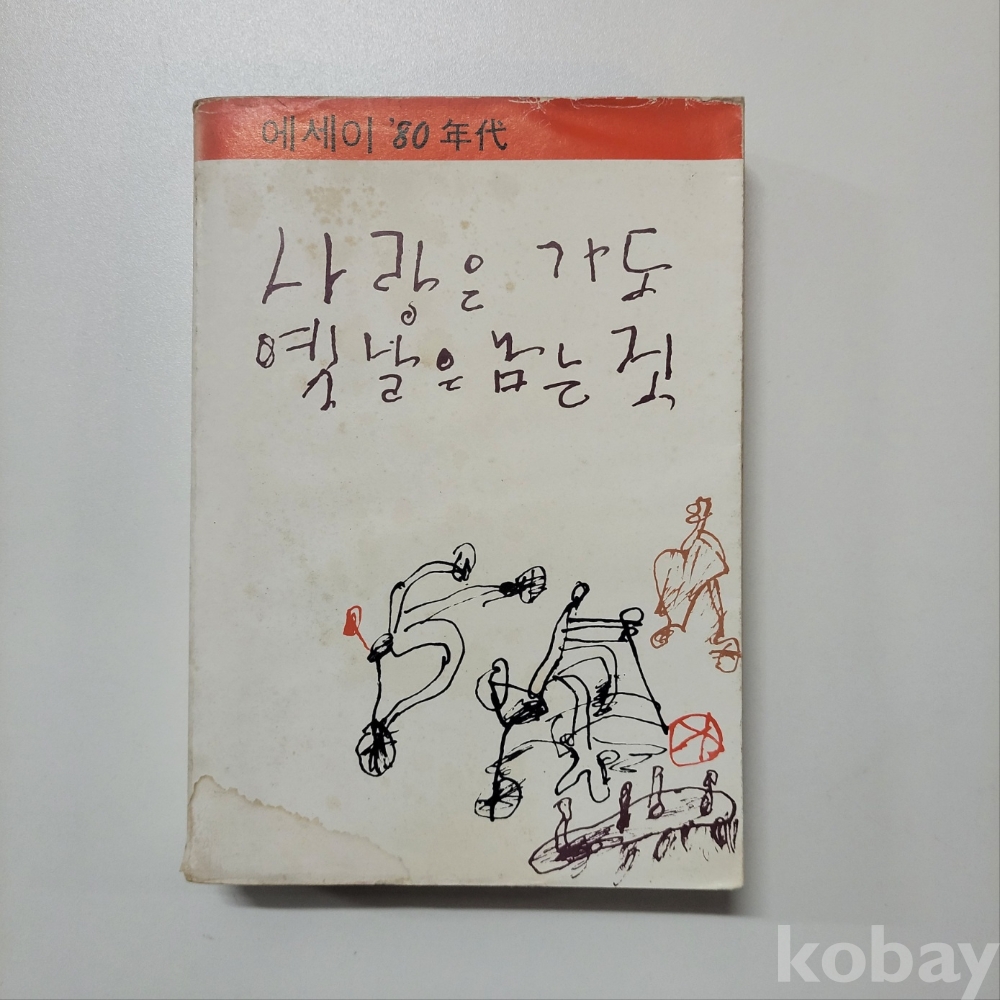 에세이 '80 年代
사랑은 가도
옛날은 남는 것
kobay